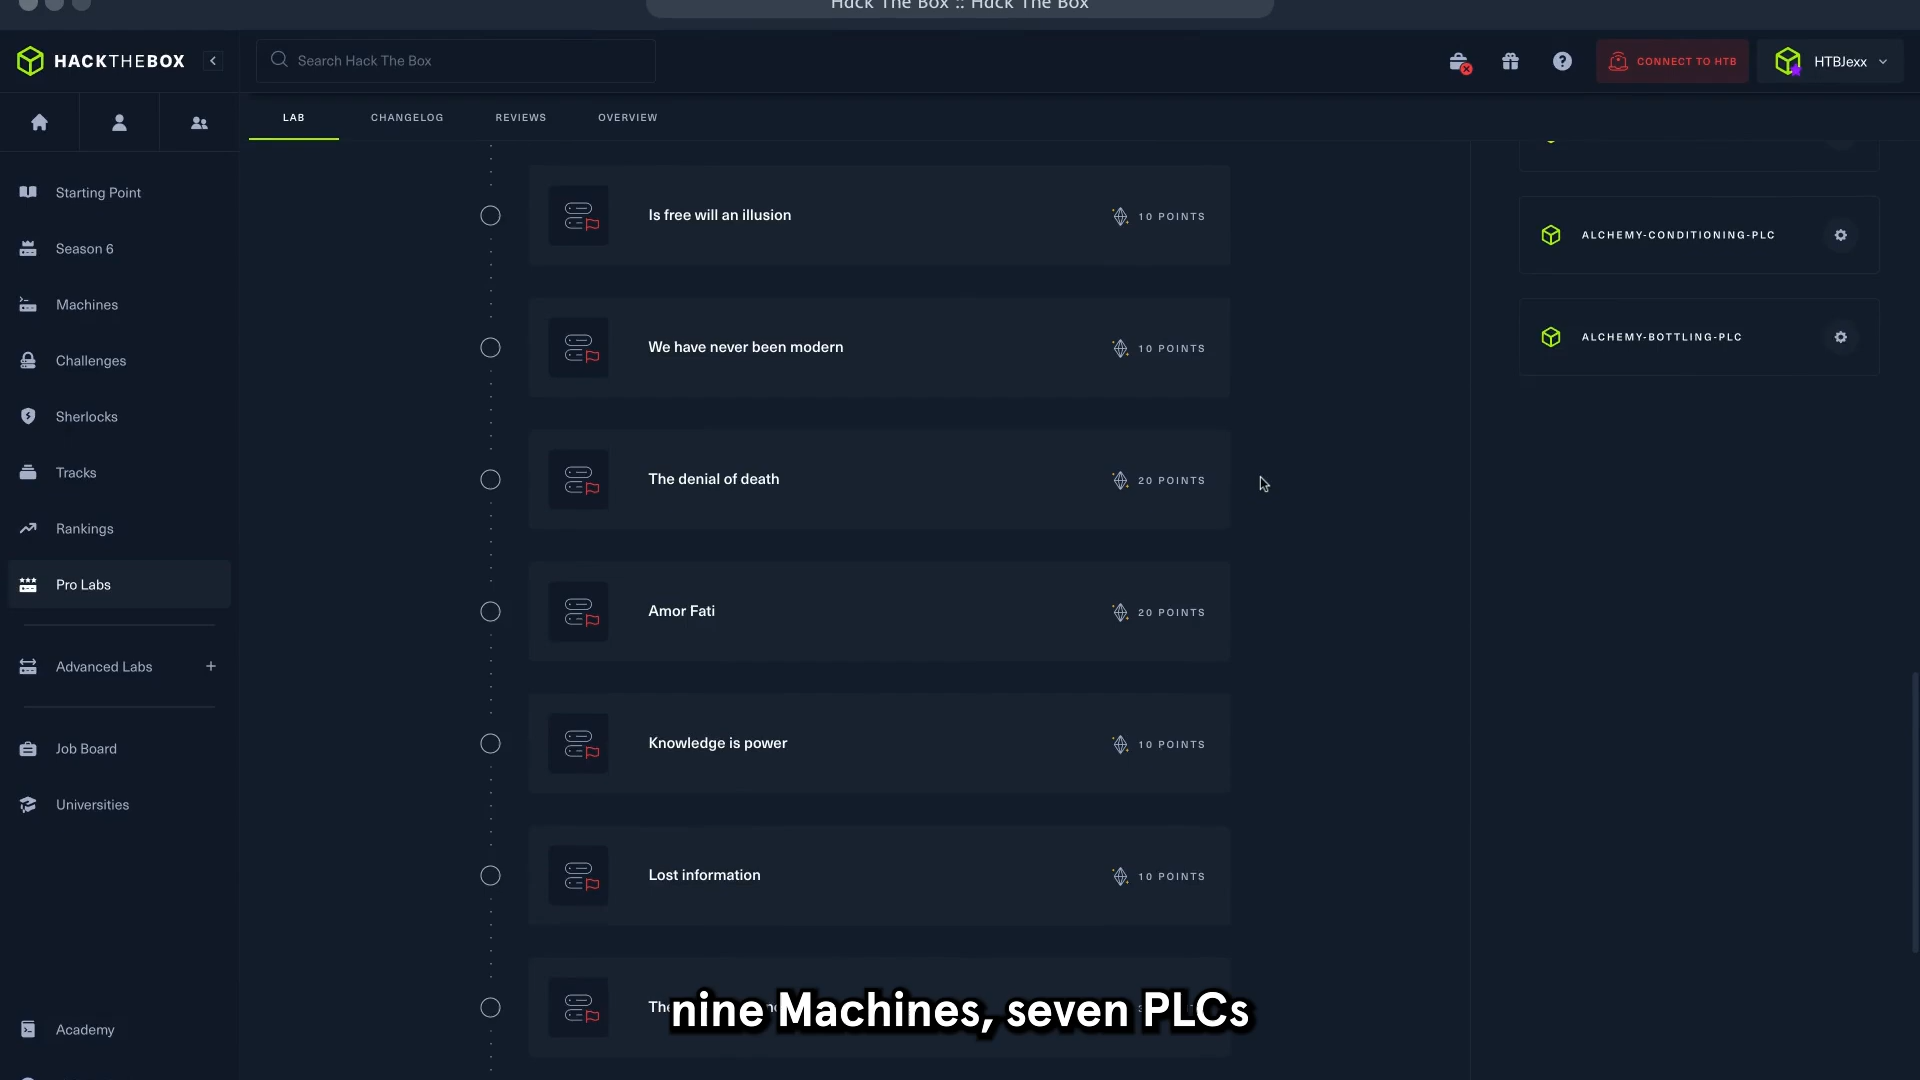 Hack The Box :: Hack The Box
HACKTHEBOX
Search Hack The Box
CONNECT TO HTB
HTBJexx
LAB
CHANGELOG
REVIEWS
OVERVIEW
Starting Point
Season 6
Machines
Challenges
Sherlocks
Tracks
Rankings
Pro Labs
Advanced Labs
Job Board
Universities
Academy
Is free will an illusion
10 POINTS
We have never been modern
10 POINTS
The denial of death
20 POINTS
Amor Fati
20 POINTS
Knowledge is power
10 POINTS
Lost information
10 POINTS
ALCHEMY-CONDITIONING-PLC
ALCHEMY-BOTTLING-PLC
nine Machines, seven PLCs